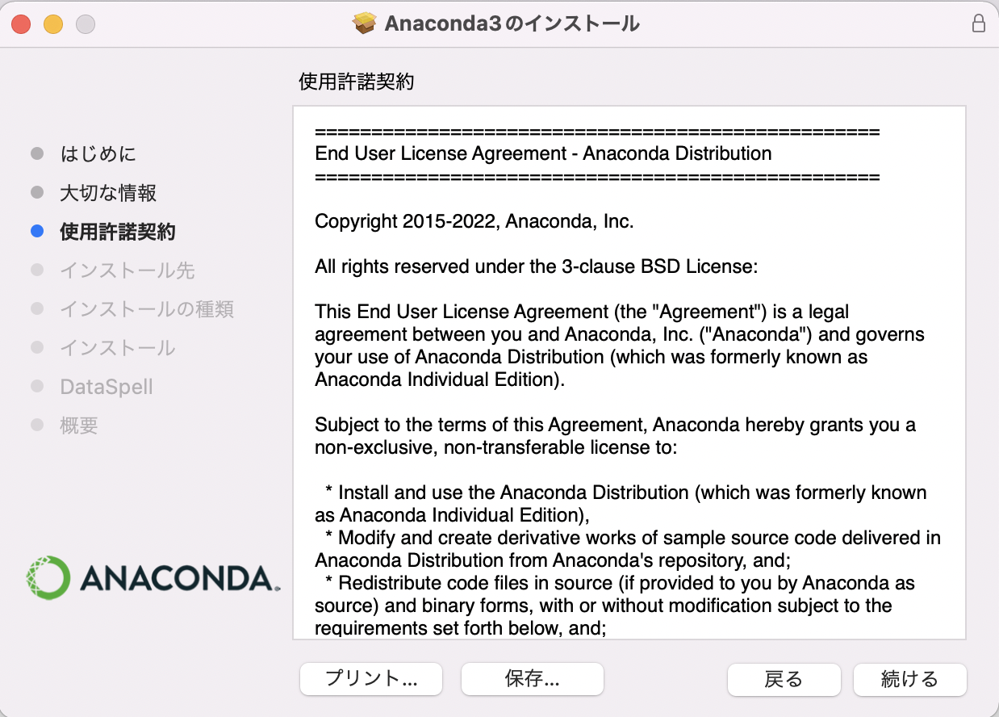 Anaconda3のインストール
使用許諾契約
はじめに
大切な情報
使用許諾契約
インストール先
インストールの種類
インストール
DataSpell
概要
ANACONDA.
==================================================
End User License Agreement - Anaconda Distribution
==================================================
Copyright 2015-2022, Anaconda, Inc.
All rights reserved under the 3-clause BSD License:
This End User License Agreement (the "Agreement") is a legal
agreement between you and Anaconda, Inc. ("Anaconda") and governs
your use of Anaconda Distribution (which was formerly known as
Anaconda Individual Edition).
Subject to the terms of this Agreement, Anaconda hereby grants you a
non-exclusive, non-transferable license to:
* Install and use the Anaconda Distribution (which was formerly known
as Anaconda Individual Edition),
* Modify and create derivative works of sample source code delivered in
Anaconda Distribution from Anaconda's repository, and;
* Redistribute code files in source (if provided to you by Anaconda as
source) and binary forms, with or without modification subject to the
requirements set forth below, and;
プリント...
保存...
戻る
続ける